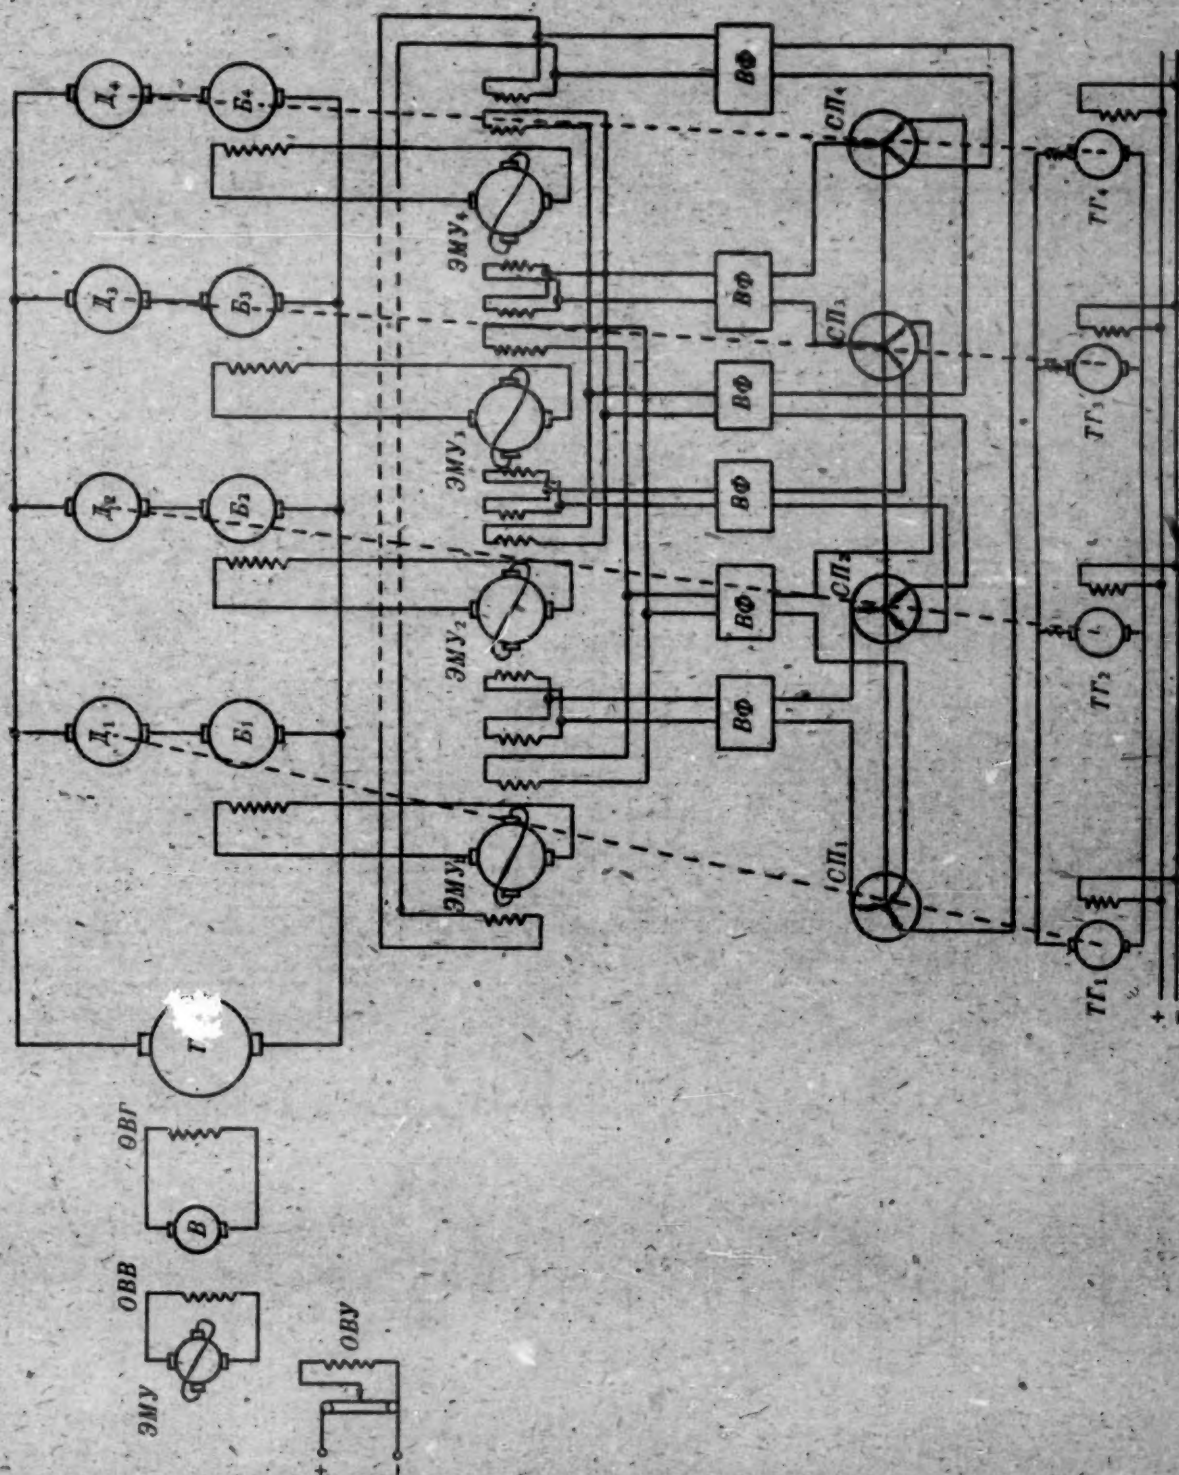 Д₄
Б₄
ВФ
СП₄
ТГ₄
ЭМУ₄
Д₃
Б₃
ВФ
СП₃
ТГ₃
ЭМУ₃
ВФ
Д₂
Б₂
ВФ
СП₂
ТГ₂
ЭМУ₂
ВФ
Д₁
Б₁
ВФ
СП₁
ТГ₁
ЭМУ₁
+
−
Г
ОВГ
В
ОВВ
ЭМУ
ОВУ
+
−